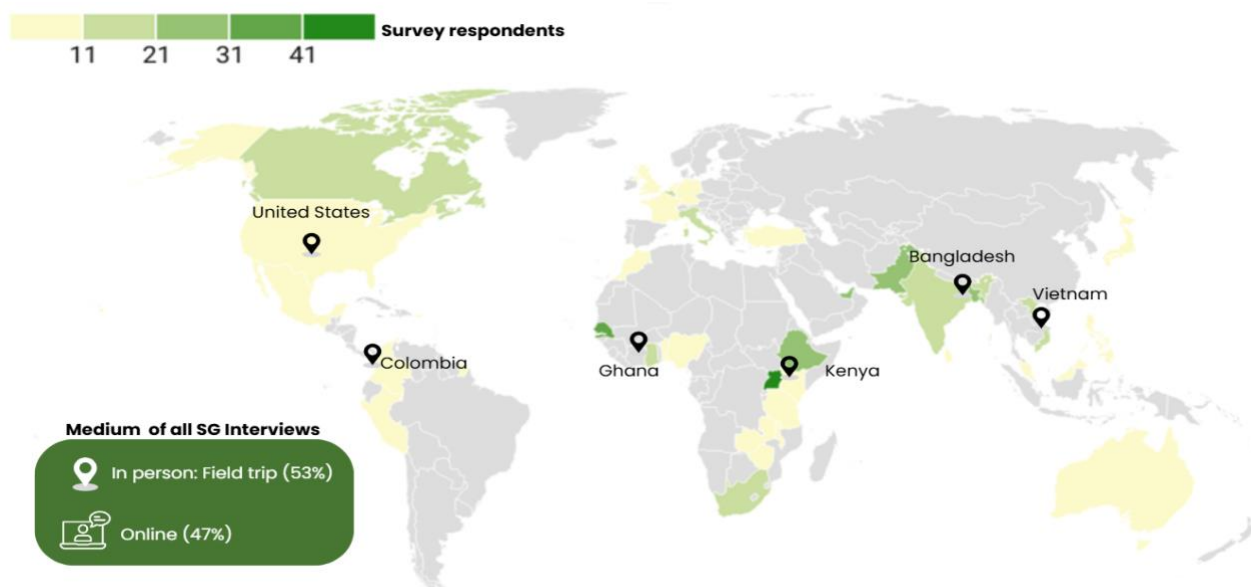 Survey respondents
11 21 31 41
United States
Bangladesh
Vietnam
Colombia
Ghana
Kenya
Medium of all SG Interviews
In person: Field trip (53%)
Online (47%)